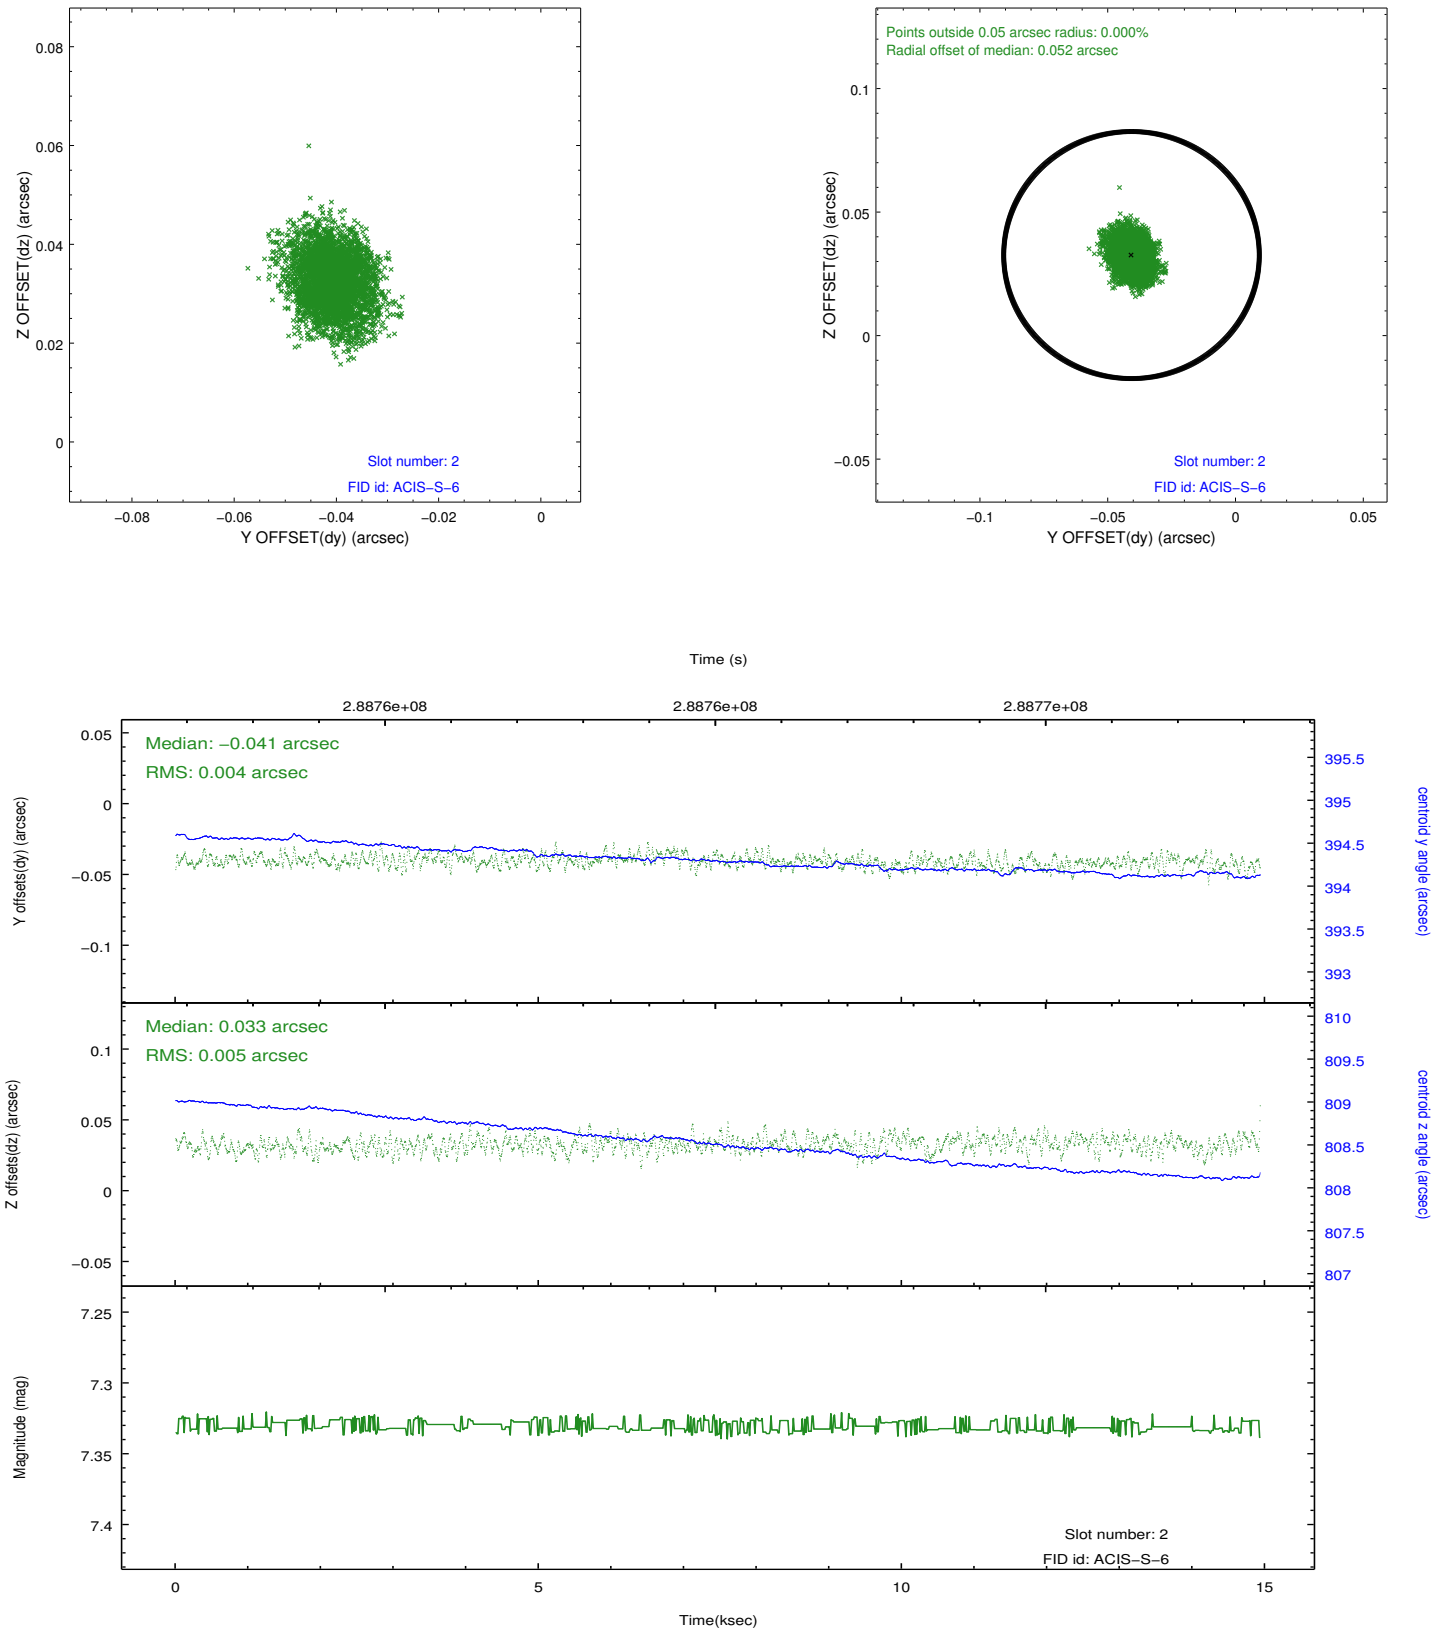 0.08
0.06
0.04
0.02
0
Z OFFSET(dz) (arcsec)
Slot number: 2
FID id: ACIS−S−6
−0.08
−0.06
−0.04
−0.02
0
Y OFFSET(dy) (arcsec)
Points outside 0.05 arcsec radius: 0.000%
Radial offset of median: 0.052 arcsec
0.1
0.05
0
−0.05
Z OFFSET(dz) (arcsec)
Slot number: 2
FID id: ACIS−S−6
−0.1
−0.05
0
0.05
Y OFFSET(dy) (arcsec)
Time (s)
2.8876e+08
2.8876e+08
2.8877e+08
Median: −0.041 arcsec
RMS: 0.004 arcsec
0.05
0
−0.05
−0.1
Y offsets(dy) (arcsec)
395.5
395
394.5
394
393.5
393
centroid y angle (arcsec)
Median: 0.033 arcsec
RMS: 0.005 arcsec
0.1
0.05
0
−0.05
Z offsets(dz) (arcsec)
810
809.5
809
808.5
808
807.5
807
centroid z angle (arcsec)
7.25
7.3
7.35
7.4
Magnitude (mag)
Slot number: 2
FID id: ACIS−S−6
0
5
10
15
Time(ksec)